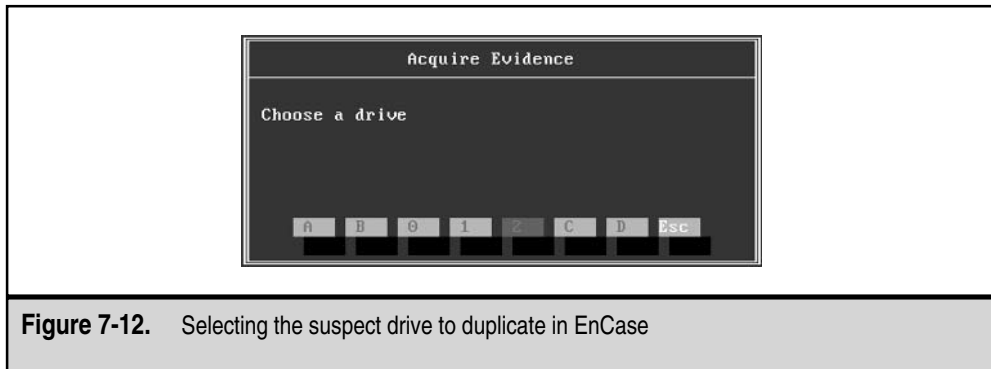 Acquire Evidence
Choose a drive
A B 0 1 2 C D Esc
Figure 7-12. Selecting the suspect drive to duplicate in EnCase